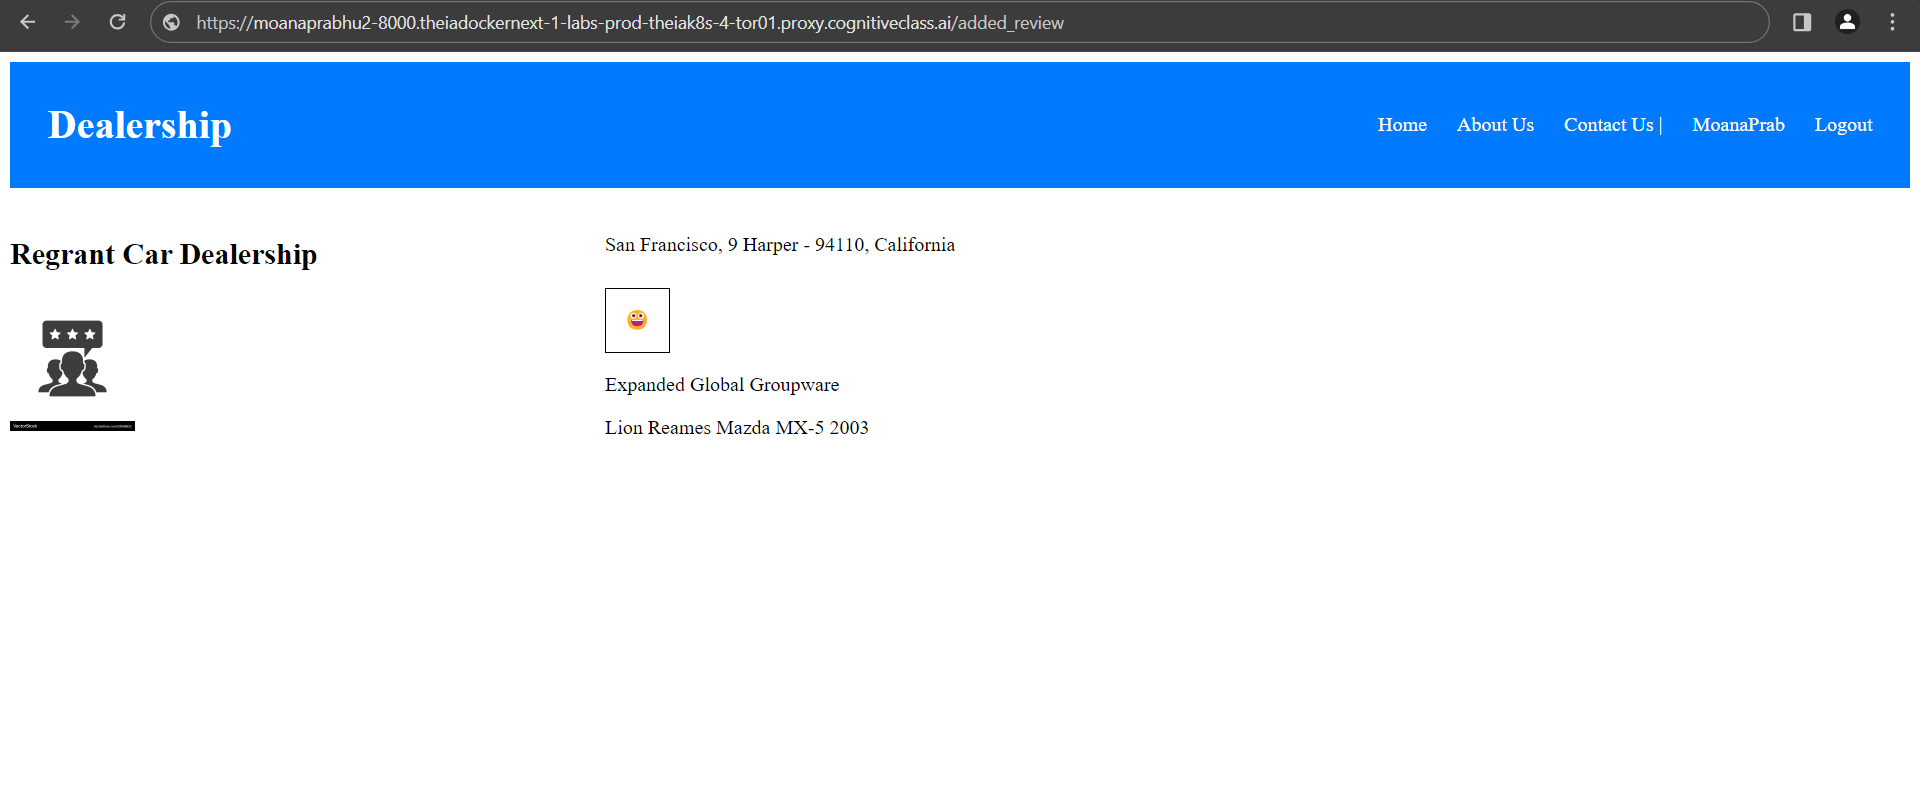 https://moanaprabhu2-8000.theiadockernext-1-labs-prod-theiak8s-4-tor01.proxy.cognitiveclass.ai/added_review
Dealership
Home About Us Contact Us | MoanaPrab Logout
Regrant Car Dealership
San Francisco, 9 Harper - 94110, California
Expanded Global Groupware
Lion Reames Mazda MX-5 2003
VectorStock